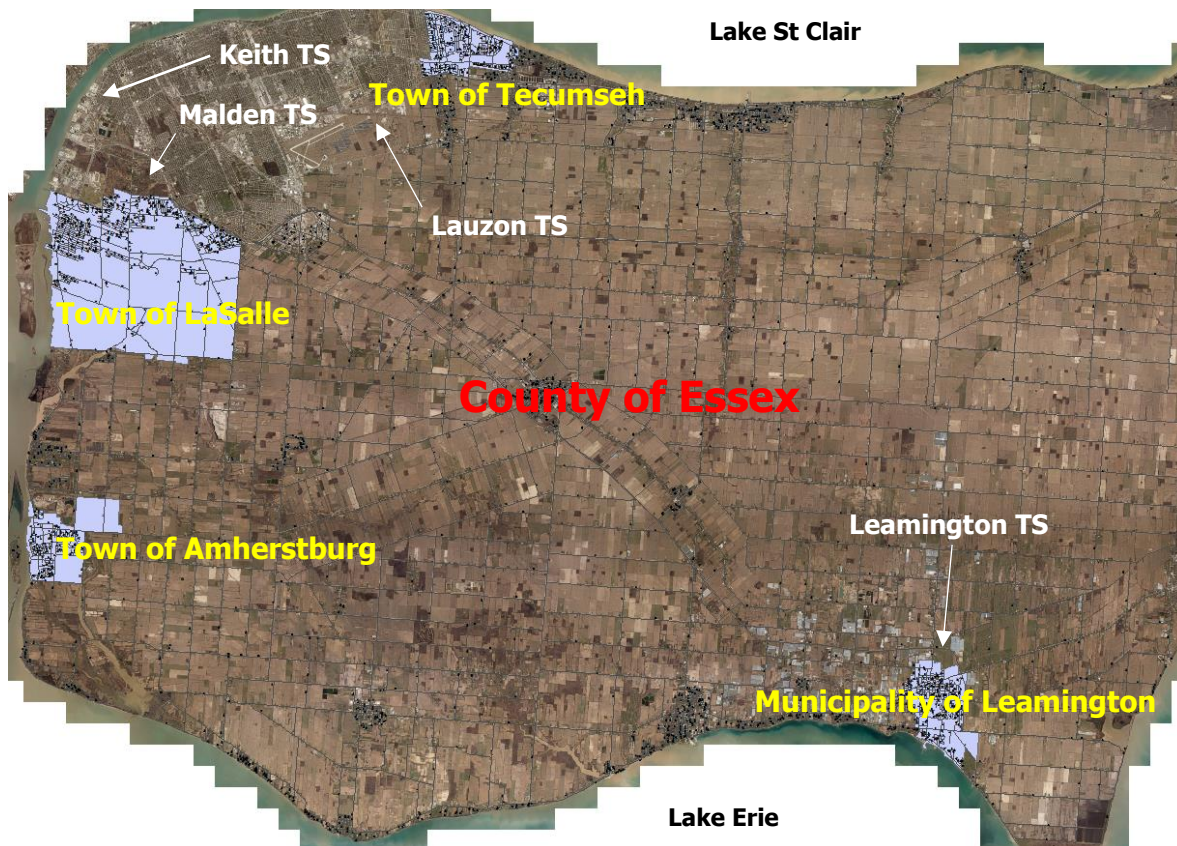 Lake St Clair
Keith TS
Town of Tecumseh
Malden TS
Lauzon TS
Town of LaSalle
County of Essex
Leamington TS
Town of Amherstburg
Municipality of Leamington
Lake Erie